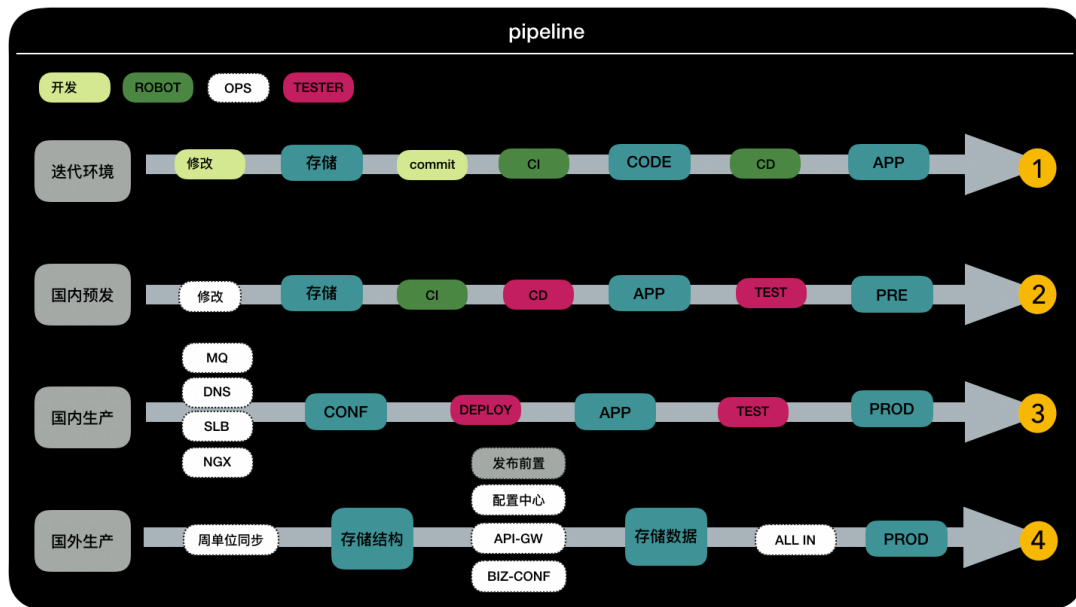 pipeline
开发 ROBOT OPS TESTER
迭代环境 修改 存储 commit CI CODE CD APP 1
国内预发 修改 存储 CI CD APP TEST PRE 2
MQ
DNS
国内生产 CONF DEPLOY APP TEST PROD 3
SLB
NGX
发布前置
配置中心
国外生产 周单位同步 存储结构 API-GW 存储数据 ALL IN PROD 4
BIZ-CONF